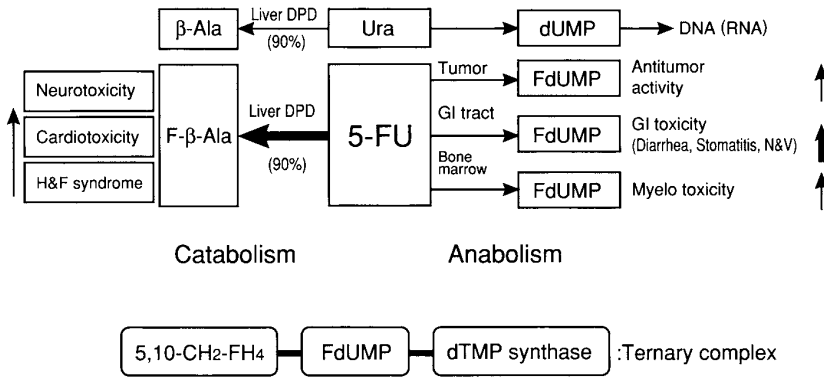 β-Ala
Liver DPD
(90%)
Ura
dUMP
DNA (RNA)
Neurotoxicity
Cardiotoxicity
H&F syndrome
F-β-Ala
Liver DPD
(90%)
5-FU
Tumor
FdUMP
Antitumor
activity
GI tract
FdUMP
GI toxicity
(Diarrhea, Stomatitis, N&V)
Bone
marrow
FdUMP
Myelo toxicity
Catabolism
Anabolism
5,10-CH2-FH4
FdUMP
dTMP synthase
:Ternary complex